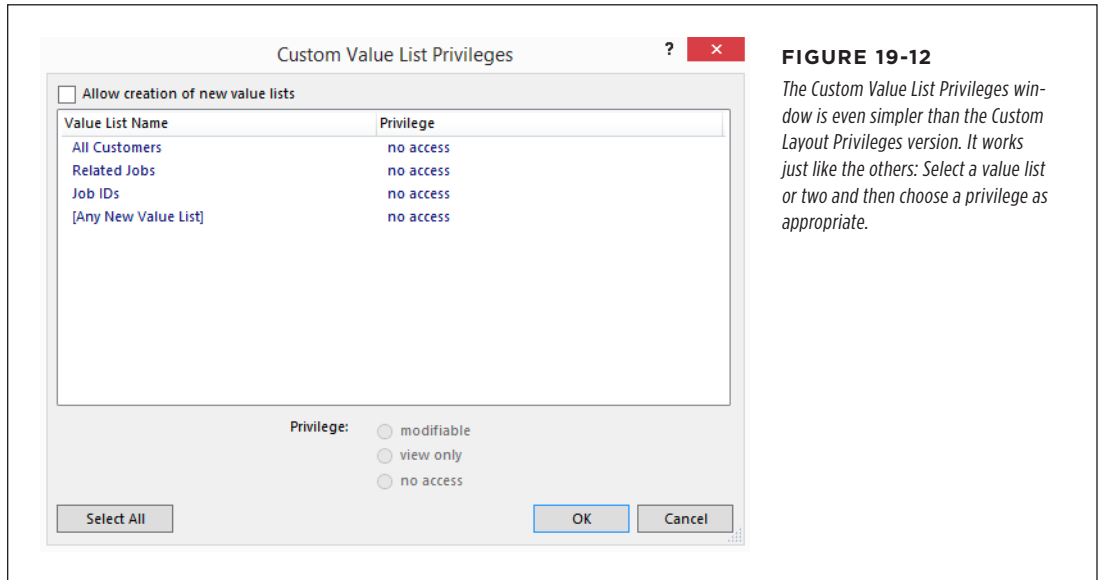 Custom Value List Privileges
?
×
Allow creation of new value lists
Value List Name Privilege
All Customers no access
Related Jobs no access
Job IDs no access
[Any New Value List] no access
Privilege:
modifiable
view only
no access
Select All
OK
Cancel
FIGURE 19-12
The Custom Value List Privileges win-
dow is even simpler than the Custom
Layout Privileges version. It works
just like the others: Select a value list
or two and then choose a privilege as
appropriate.